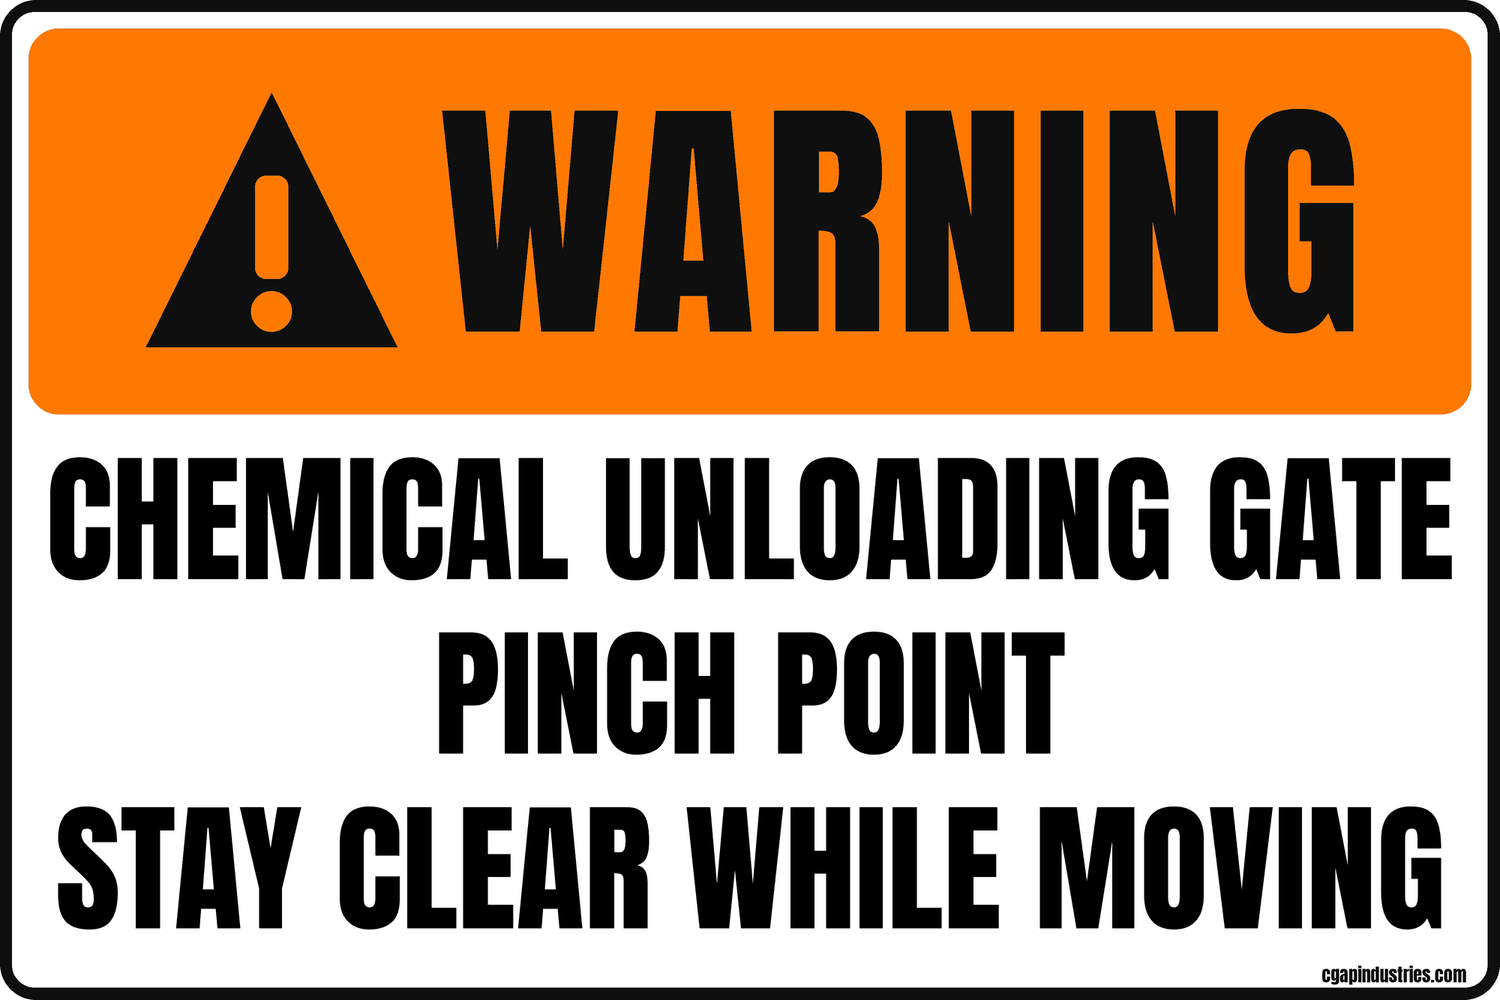 WARNING
CHEMICAL UNLOADING GATE
PINCH POINT
STAY CLEAR WHILE MOVING
cgapindustries.com